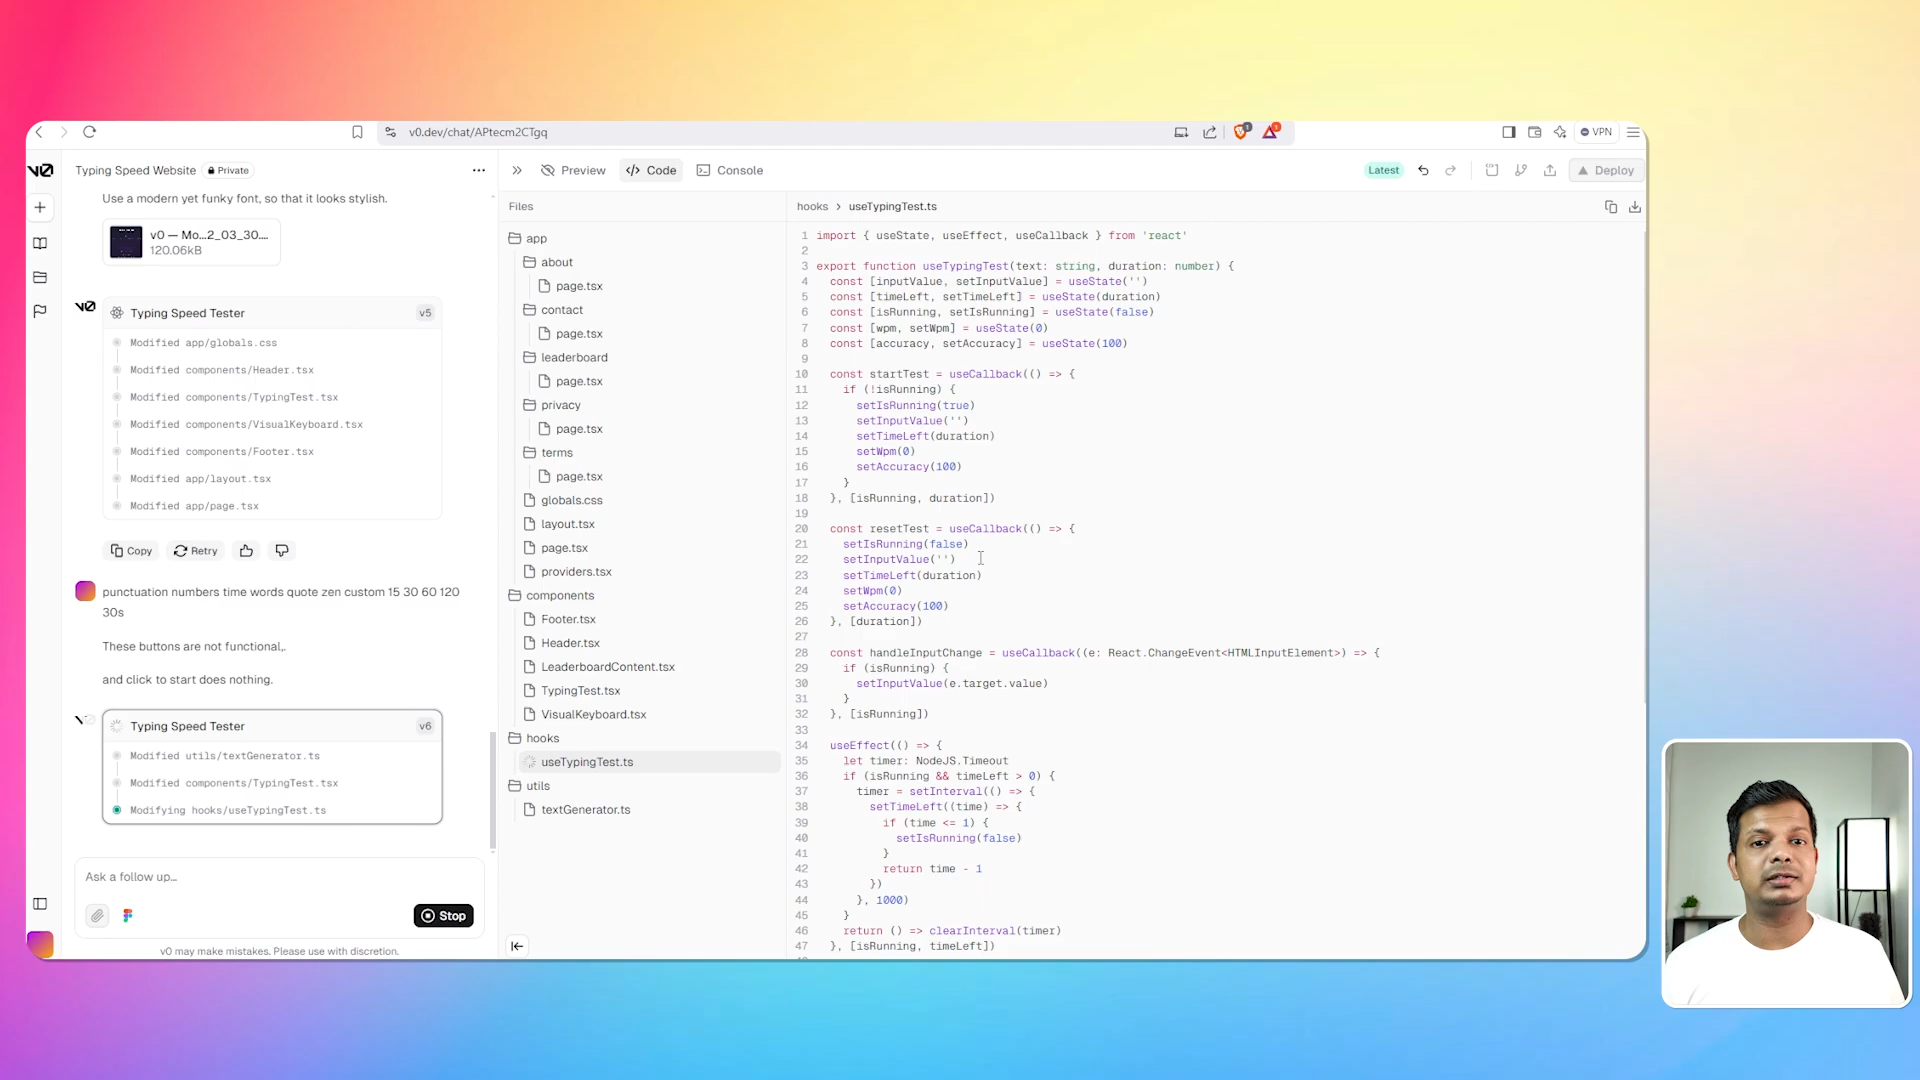 v0.dev/chat/APtecm2CTgq
1
1
VPN
v0
Typing Speed Website
Private
Preview
Code
Console
Latest
Deploy
Use a modern yet funky font, so that it looks stylish.
v0 — Mo...2_03_30....
120.06kB
v0
Typing Speed Tester
v5
Modified app/globals.css
Modified components/Header.tsx
Modified components/TypingTest.tsx
Modified components/VisualKeyboard.tsx
Modified components/Footer.tsx
Modified app/layout.tsx
Modified app/page.tsx
Copy
Retry
punctuation numbers time words quote zen custom 15 30 60 120
30s
These buttons are not functional,.
and click to start does nothing.
Typing Speed Tester
v6
Modified utils/textGenerator.ts
Modified components/TypingTest.tsx
Modifying hooks/useTypingTest.ts
Ask a follow up...
Stop
v0 may make mistakes. Please use with discretion.
Files
app
about
page.tsx
contact
page.tsx
leaderboard
page.tsx
privacy
page.tsx
terms
page.tsx
globals.css
layout.tsx
page.tsx
providers.tsx
components
Footer.tsx
Header.tsx
LeaderboardContent.tsx
TypingTest.tsx
VisualKeyboard.tsx
hooks
useTypingTest.ts
utils
textGenerator.ts
hooks > useTypingTest.ts
1 import { useState, useEffect, useCallback } from 'react'
2
3 export function useTypingTest(text: string, duration: number) {
4 const [inputValue, setInputValue] = useState('')
5 const [timeLeft, setTimeLeft] = useState(duration)
6 const [isRunning, setIsRunning] = useState(false)
7 const [wpm, setWpm] = useState(0)
8 const [accuracy, setAccuracy] = useState(100)
9
10 const startTest = useCallback(() => {
11 if (!isRunning) {
12 setIsRunning(true)
13 setInputValue('')
14 setTimeLeft(duration)
15 setWpm(0)
16 setAccuracy(100)
17 }
18 }, [isRunning, duration])
19
20 const resetTest = useCallback(() => {
21 setIsRunning(false)
22 setInputValue('')
23 setTimeLeft(duration)
24 setWpm(0)
25 setAccuracy(100)
26 }, [duration])
27
28 const handleInputChange = useCallback((e: React.ChangeEvent<HTMLInputElement>) => {
29 if (isRunning) {
30 setInputValue(e.target.value)
31 }
32 }, [isRunning])
33
34 useEffect(() => {
35 let timer: NodeJS.Timeout
36 if (isRunning && timeLeft > 0) {
37 timer = setInterval(() => {
38 setTimeLeft((time) => {
39 if (time <= 1) {
40 setIsRunning(false)
41 }
42 return time - 1
43 })
44 }, 1000)
45 }
46 return () => clearInterval(timer)
47 }, [isRunning, timeLeft])